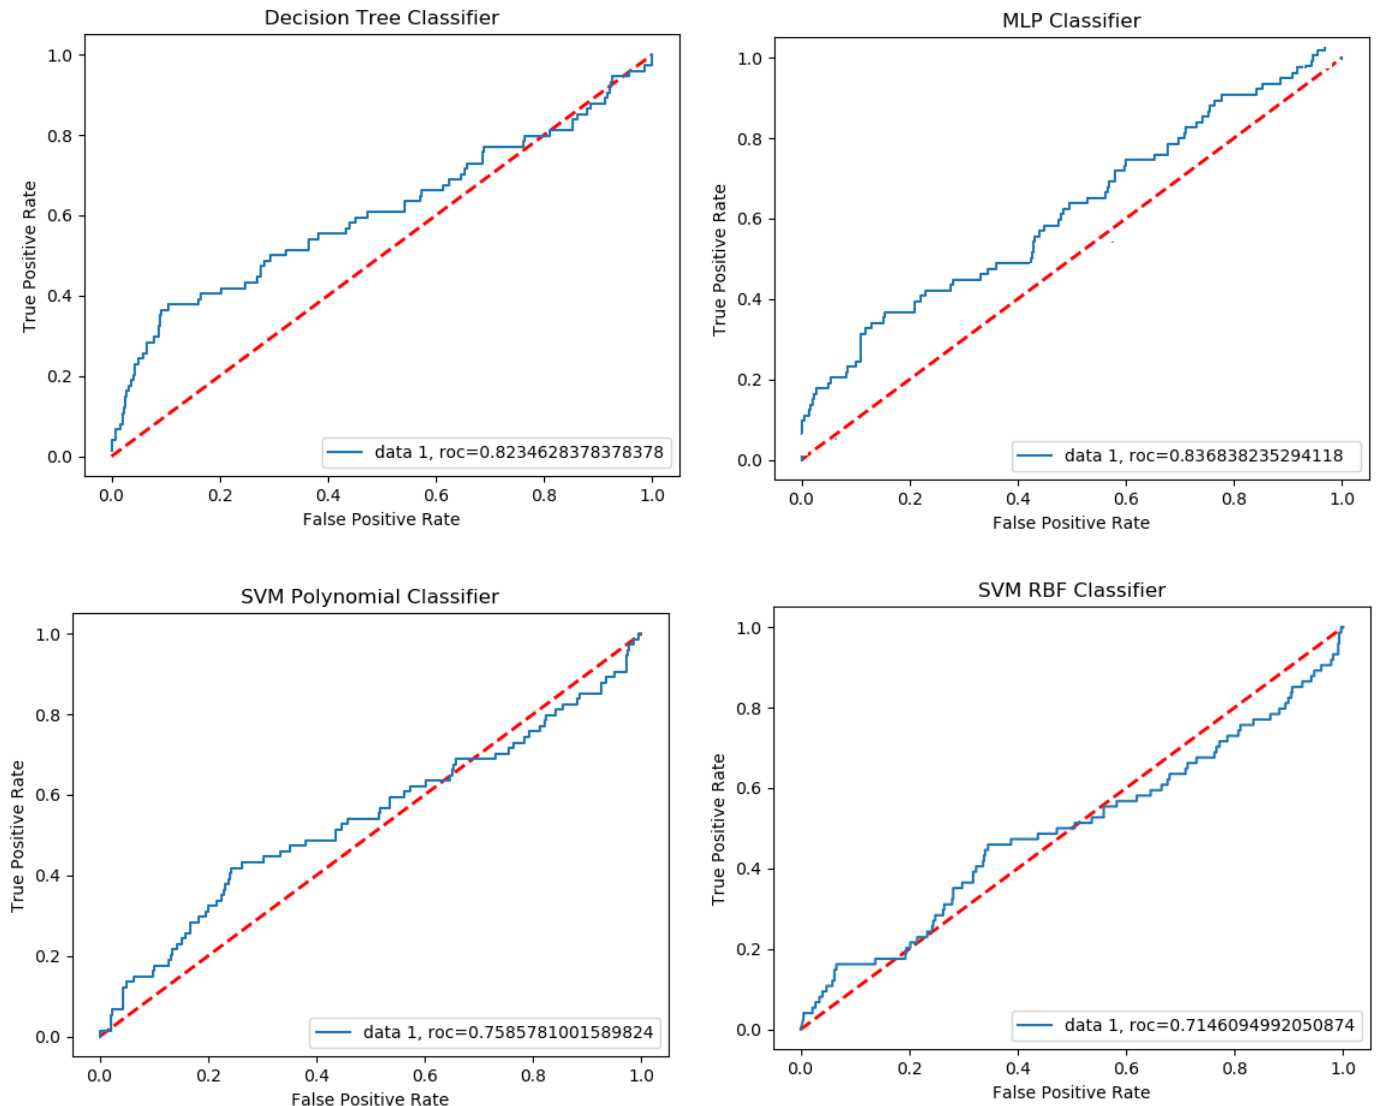 Decision Tree Classifier
1.0
0.8
0.6
0.4
0.2
0.0
True Positive Rate
data 1, roc=0.8234628378378378
0.0 0.2 0.4 0.6 0.8 1.0
False Positive Rate
MLP Classifier
1.0
0.8
0.6
0.4
0.2
0.0
True Positive Rate
data 1, roc=0.836838235294118
0.0 0.2 0.4 0.6 0.8 1.0
False Positive Rate
SVM Polynomial Classifier
1.0
0.8
0.6
0.4
0.2
0.0
True Positive Rate
data 1, roc=0.7585781001589824
0.0 0.2 0.4 0.6 0.8 1.0
False Positive Rate
SVM RBF Classifier
1.0
0.8
0.6
0.4
0.2
0.0
True Positive Rate
data 1, roc=0.7146094992050874
0.0 0.2 0.4 0.6 0.8 1.0
False Positive Rate